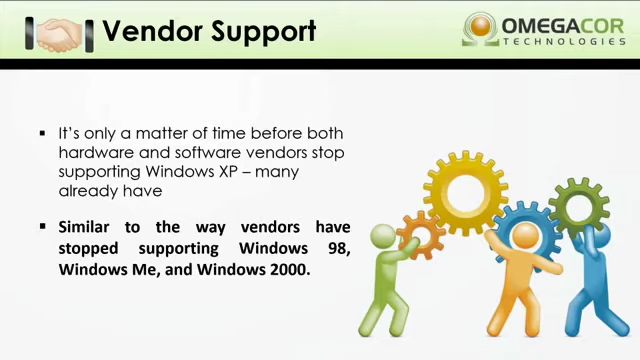 Vendor Support
OMEGACOR
TECHNOLOGIES
▪ It's only a matter of time before both
hardware and software vendors stop
supporting Windows XP – many
already have
▪ Similar to the way vendors have
stopped supporting Windows 98,
Windows Me, and Windows 2000.